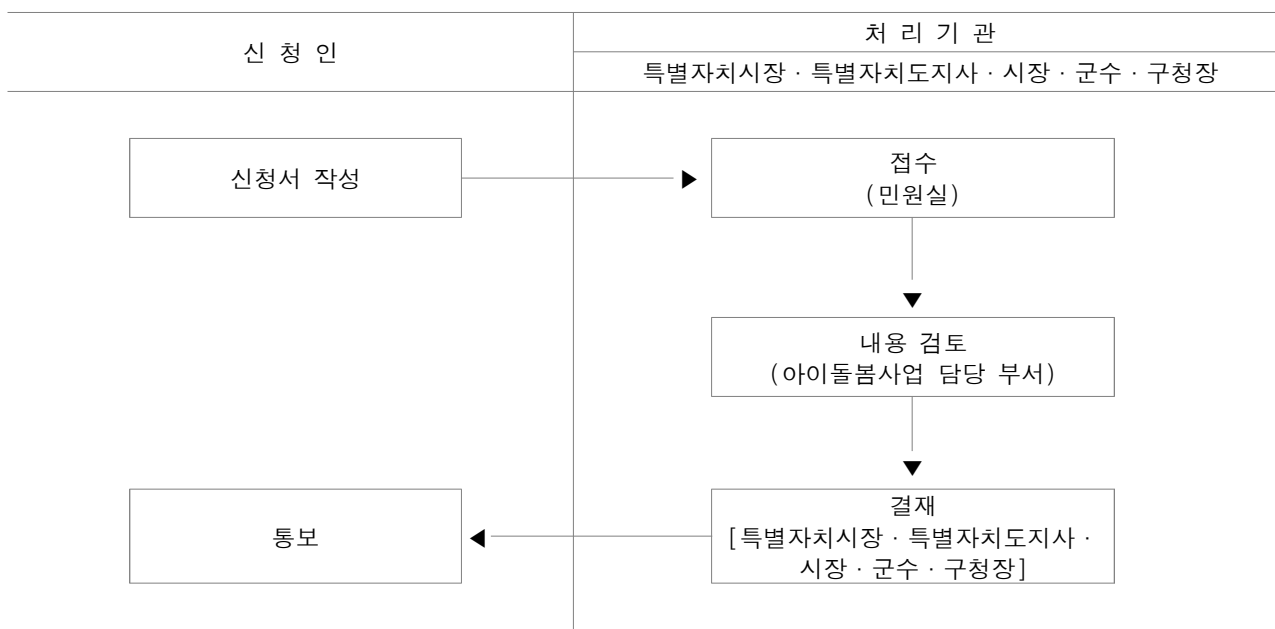 신 청 인
처 리 기 관
특별자치시장 · 특별자치도지사 · 시장 · 군수 · 구청장
신청서 작성
접수
(민원실)
내용 검토
(아이돌봄사업 담당 부서)
통보
결재
[특별자치시장 · 특별자치도지사 ·
시장 · 군수 · 구청장]